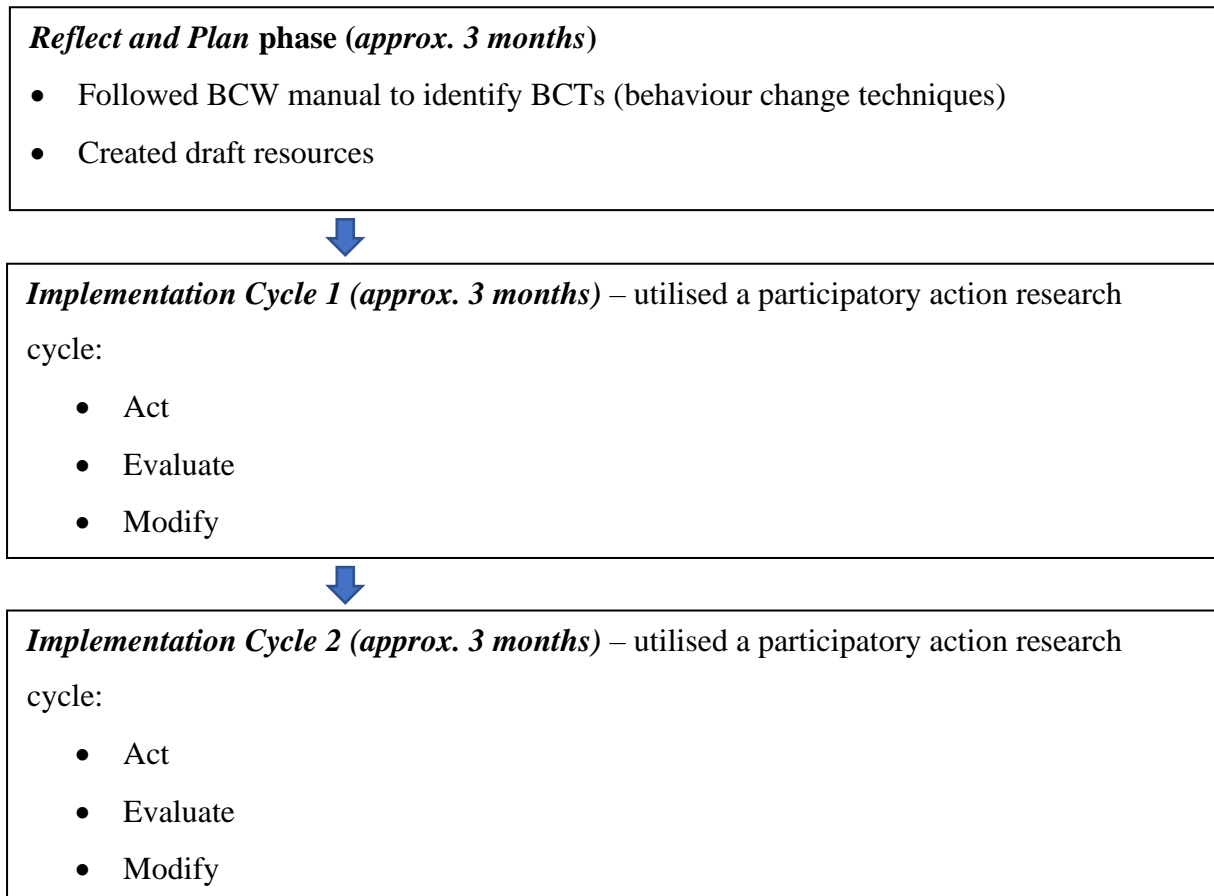 Reflect and Plan phase (approx. 3 months)
• Followed BCW manual to identify BCTs (behaviour change techniques)
• Created draft resources
Implementation Cycle 1 (approx. 3 months) – utilised a participatory action research
cycle:
• Act
• Evaluate
• Modify
Implementation Cycle 2 (approx. 3 months) – utilised a participatory action research
cycle:
• Act
• Evaluate
• Modify